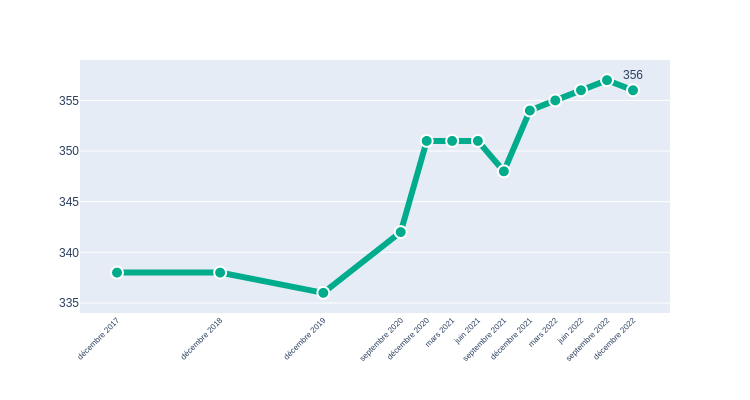 356
355
350
345
340
335
décembre 2017
décembre 2018
décembre 2019
septembre 2020
décembre 2020
mars 2021
juin 2021
septembre 2021
décembre 2021
mars 2022
juin 2022
septembre 2022
décembre 2022